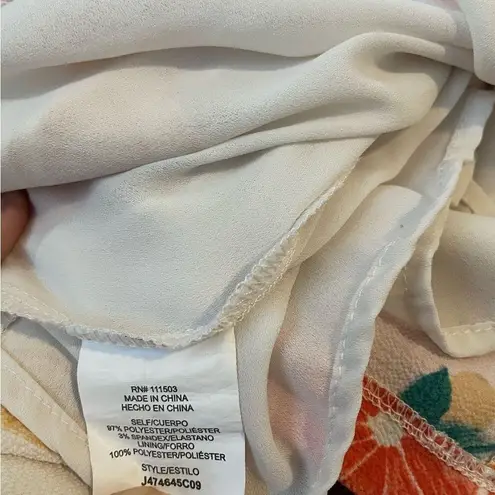 RN# 111503
MADE IN CHINA
HECHO EN CHINA
SELF/CUERPO
97% POLYESTER/POLIÉSTER
3% SPANDEX/ELASTANO
LINING/FORRO
100% POLYESTER/POLIÉSTER
STYLE/ESTILO
J474645C09